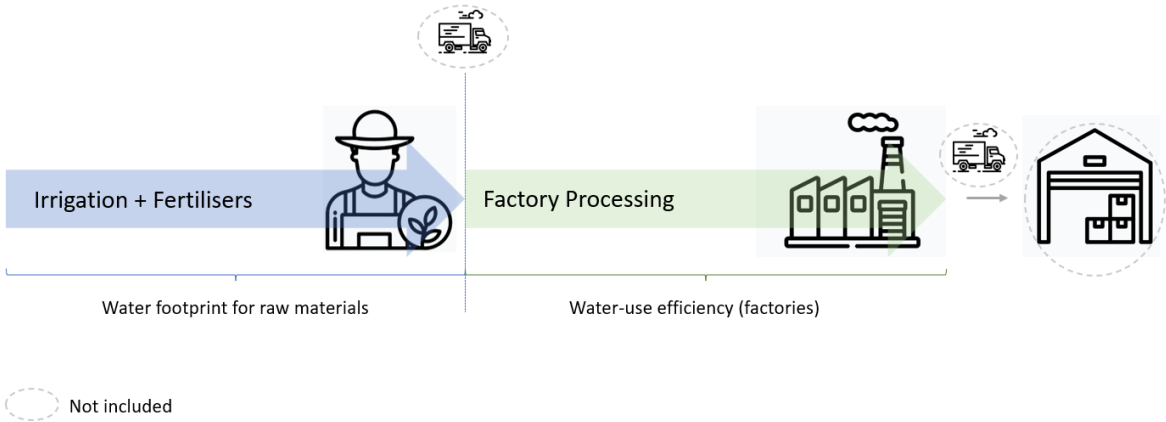 Irrigation + Fertilisers
Factory Processing
Water footprint for raw materials
Water-use efficiency (factories)
Not included